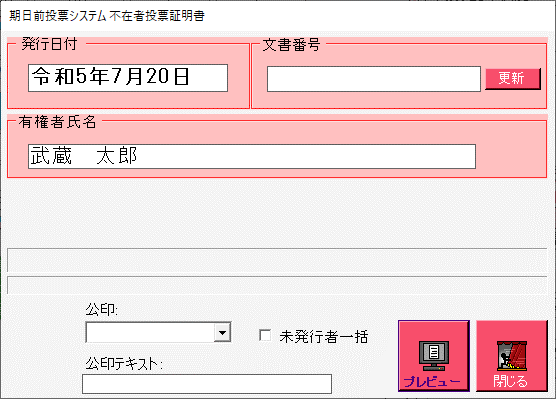 期日前投票システム 不在者投票証明書
発行日付
文書番号
令和5年7月20日
更新
有権者氏名
武蔵　太郎
公印:
未発行者一括
公印テキスト:
プレビュー
閉じる